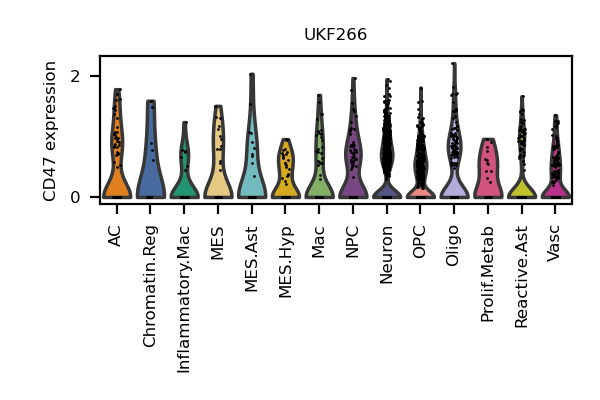 UKF266
CD47 expression
2
0
AC
Chromatin.Reg
Inflammatory.Mac
MES
MES.Ast
MES.Hyp
Mac
NPC
Neuron
OPC
Oligo
Prolif.Metab
Reactive.Ast
Vasc